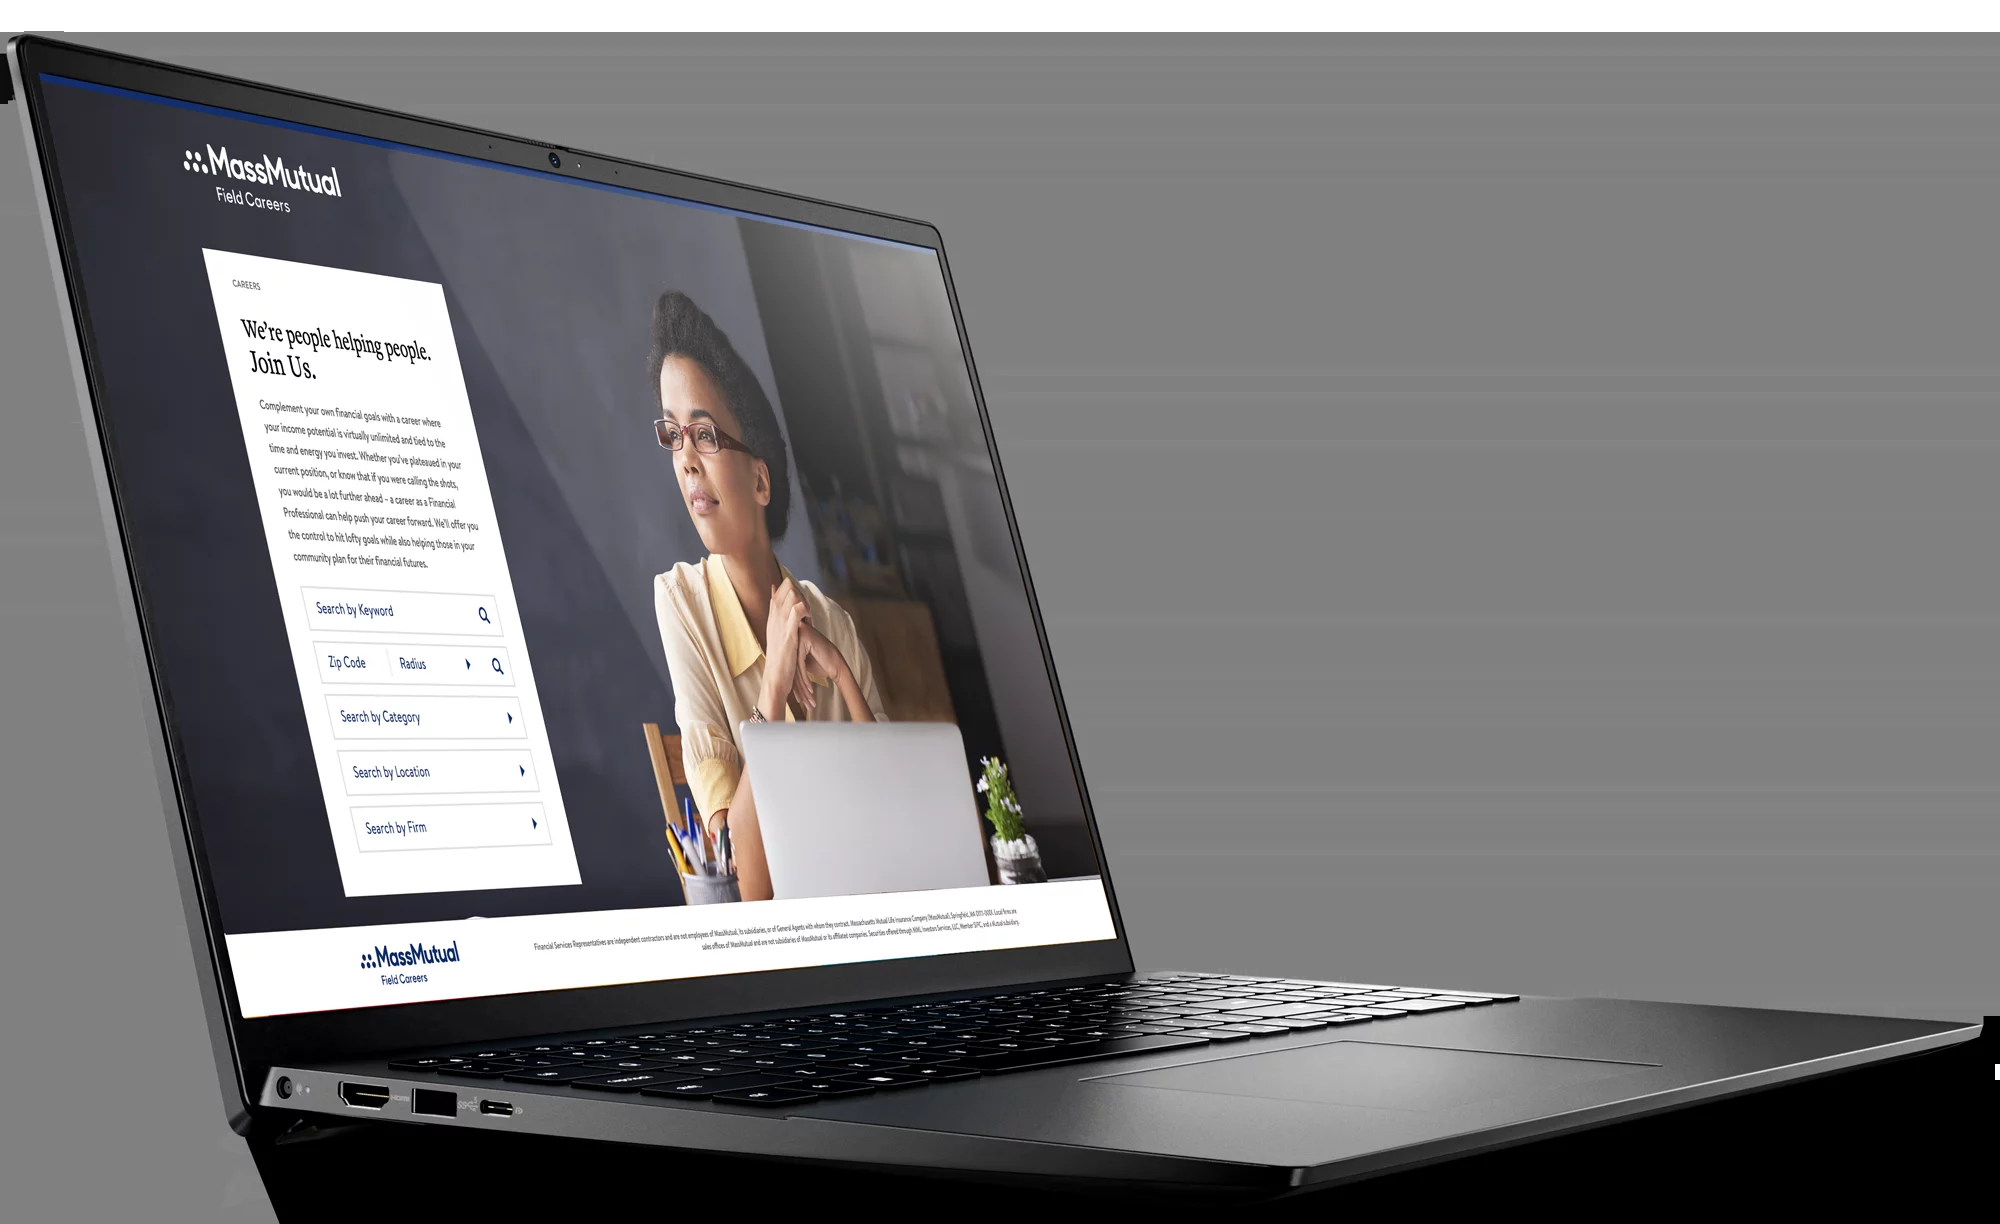 MassMutual
Field Careers
CAREERS
We're people helping people.
Join Us.
Complement your own financial goals with a career where
your income potential is virtually unlimited and tied to the
time and energy you invest. Whether you've plateaued in your
current position, or know that if you were calling the shots,
you would be a lot further ahead – a career as a Financial
Professional can help push your career forward. We'll offer you
the control to hit lofty goals while also helping those in your
community plan for their financial futures.
Search by Keyword
Zip Code Radius
Search by Category
Search by Location
Search by Firm
MassMutual
Field Careers
Financial Services Representatives are independent contractors and are not employees of MassMutual, its subsidiaries, or of General Agents with whom they contract. Massachusetts Mutual Life Insurance Company (MassMutual), Springfield, MA 01111-0001. Local firms are
sales offices of MassMutual and are not subsidiaries of MassMutual or its affiliated companies. Securities offered through MML Investors Services, LLC, Member SIPC, and a MassMutual subsidiary.
HDMI